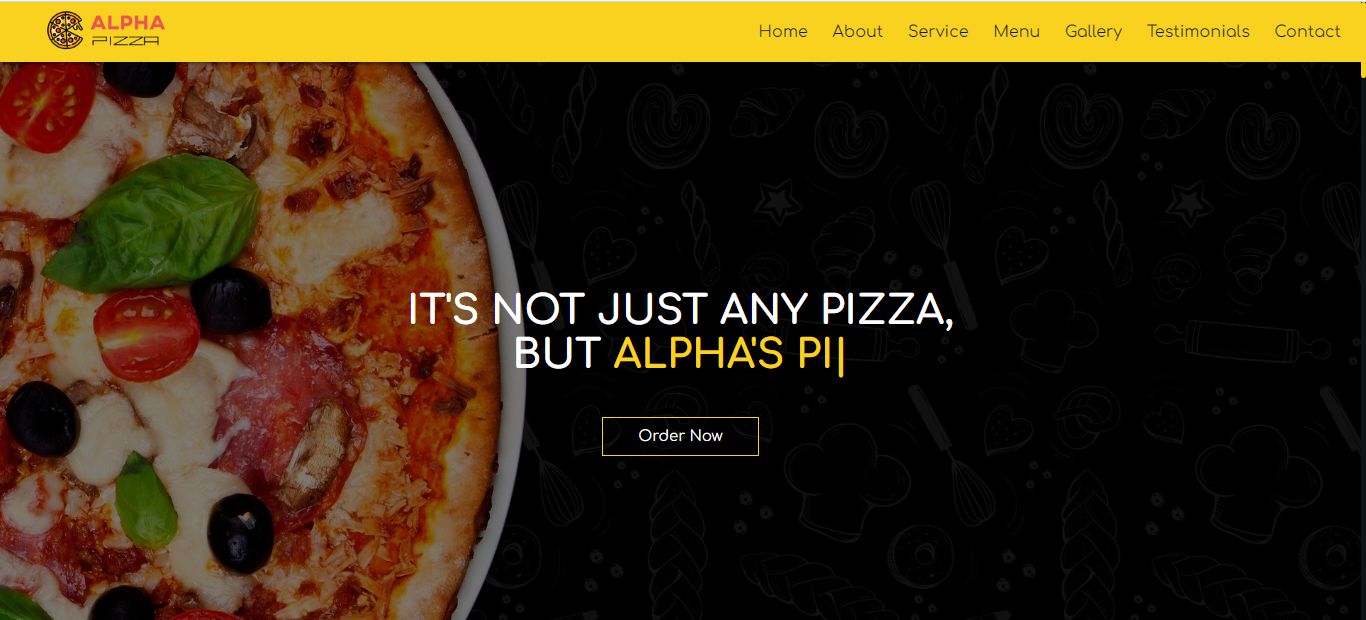 ALPHA
PIZZA
Home About Service Menu Gallery Testimonials Contact
IT'S NOT JUST ANY PIZZA,
BUT ALPHA'S PI|
Order Now